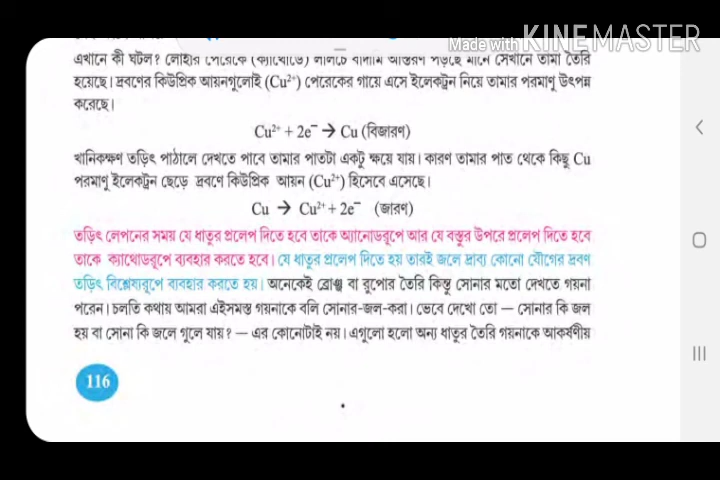 Made with KINEMASTER
এখানে কী ঘটল? লোহার পেরেকে (ক্যাথোডে) লালচে বাদামি আস্তরণ পড়ছে মানে সেখানে তামা তৈরি
হয়েছে। দ্রবণের কিউপ্রিক আয়নগুলোই (Cu²⁺) পেরেকের গায়ে এসে ইলেকট্রন নিয়ে তামার পরমাণু উৎপন্ন
করেছে।
Cu²⁺ + 2e⁻ → Cu (বিজারণ)
খানিকক্ষণ তড়িৎ পাঠালে দেখতে পাবে তামার পাতটা একটু ক্ষয়ে যায়। কারণ তামার পাত থেকে কিছু Cu
পরমাণু ইলেকট্রন ছেড়ে দ্রবণে কিউপ্রিক আয়ন (Cu²⁺) হিসেবে এসেছে।
Cu → Cu²⁺ + 2e⁻ (জারণ)
তড়িৎ লেপনের সময় যে ধাতুর প্রলেপ দিতে হবে তাকে অ্যানোডরূপে আর যে বস্তুর উপরে প্রলেপ দিতে হবে
তাকে ক্যাথোডরূপে ব্যবহার করতে হবে। যে ধাতুর প্রলেপ দিতে হয় তারই জলে দ্রাব্য কোনো যৌগের দ্রবণ
তড়িৎ বিশ্লেষ্যরূপে ব্যবহার করতে হয়। অনেকেই ব্রোঞ্জ বা রুপোর তৈরি কিন্তু সোনার মতো দেখতে গয়না
পরেন। চলতি কথায় আমরা এইসমস্ত গয়নাকে বলি সোনার-জল-করা। ভেবে দেখো তো — সোনার কি জল
হয় বা সোনা কি জলে গুলে যায়? — এর কোনোটাই নয়। এগুলো হলো অন্য ধাতুর তৈরি গয়নাকে আকর্ষণীয়
116